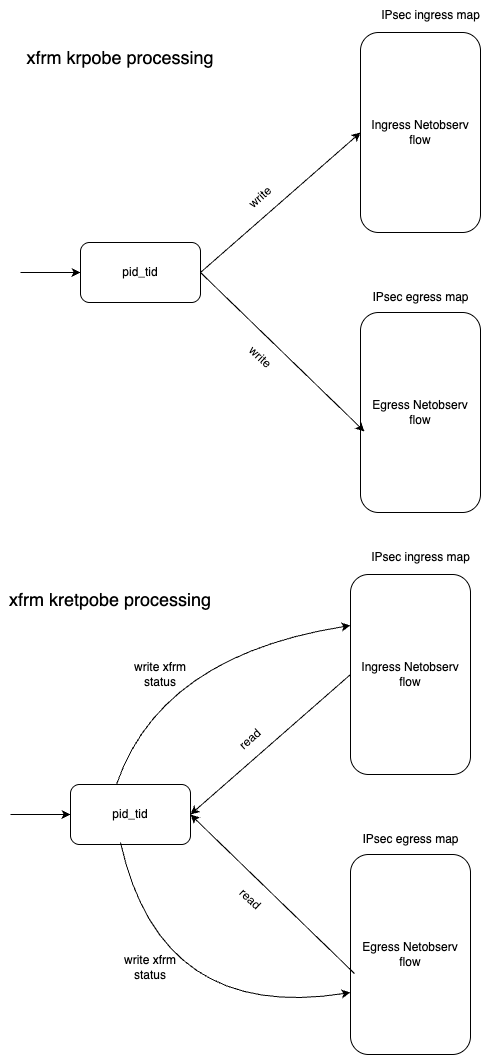 IPsec ingress map
xfrm krpobe processing
Ingress Netobserv
flow
write
pid_tid
IPsec egress map
write
Egress Netobserv
flow
IPsec ingress map
xfrm kretpobe processing
write xfrm
status
Ingress Netobserv
flow
read
pid_tid
IPsec egress map
read
write xfrm
status
Egress Netobserv
flow